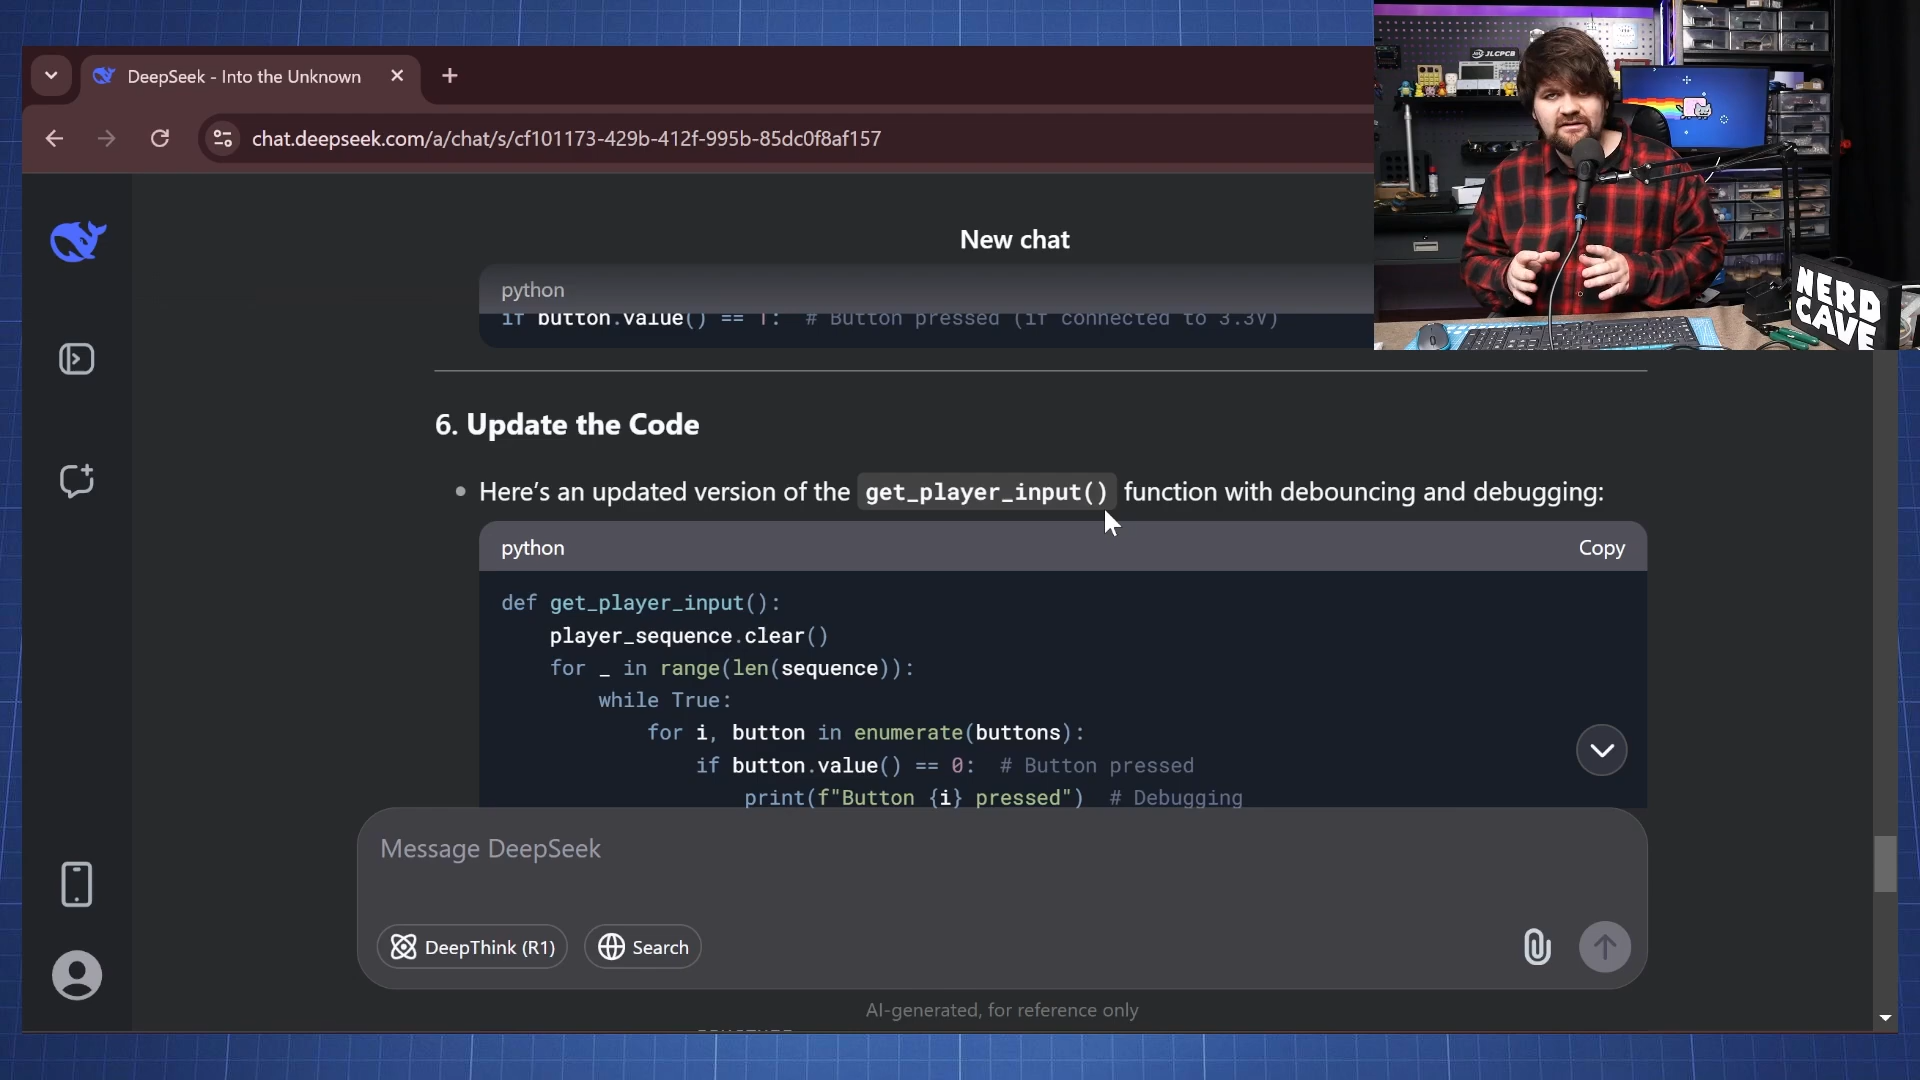 DeepSeek - Into the Unknown
chat.deepseek.com/a/chat/s/cf101173-429b-412f-995b-85dc0f8af157
JLCPCB
NERD
CAVE
New chat
python
if button.value() == 1:  # Button pressed (if connected to 3.3V)
6. Update the Code
• Here's an updated version of the get_player_input() function with debouncing and debugging:
python Copy
def get_player_input():
player_sequence.clear()
for _ in range(len(sequence)):
while True:
for i, button in enumerate(buttons):
if button.value() == 0:  # Button pressed
print(f"Button {i} pressed")  # Debugging
Message DeepSeek
DeepThink (R1) Search
AI-generated, for reference only